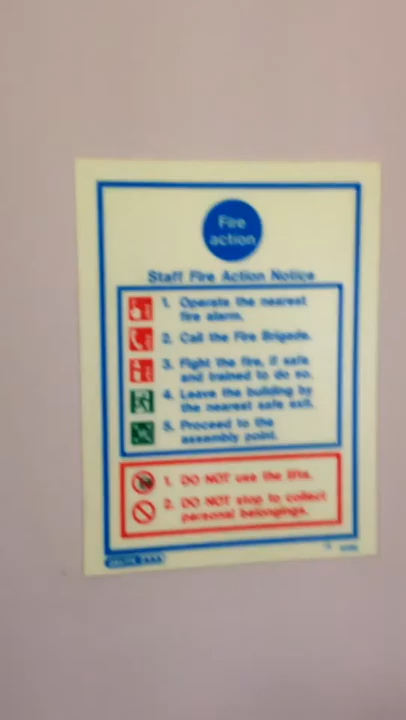 Fire
action
Staff Fire Action Notice
1. Operate the nearest
fire alarm.
2. Call the Fire Brigade.
3. Fight the fire, if safe
and trained to do so.
4. Leave the building by
the nearest safe exit.
5. Proceed to the
assembly point.
1. DO NOT use the lifts.
2. DO NOT stop to collect
personal belongings.